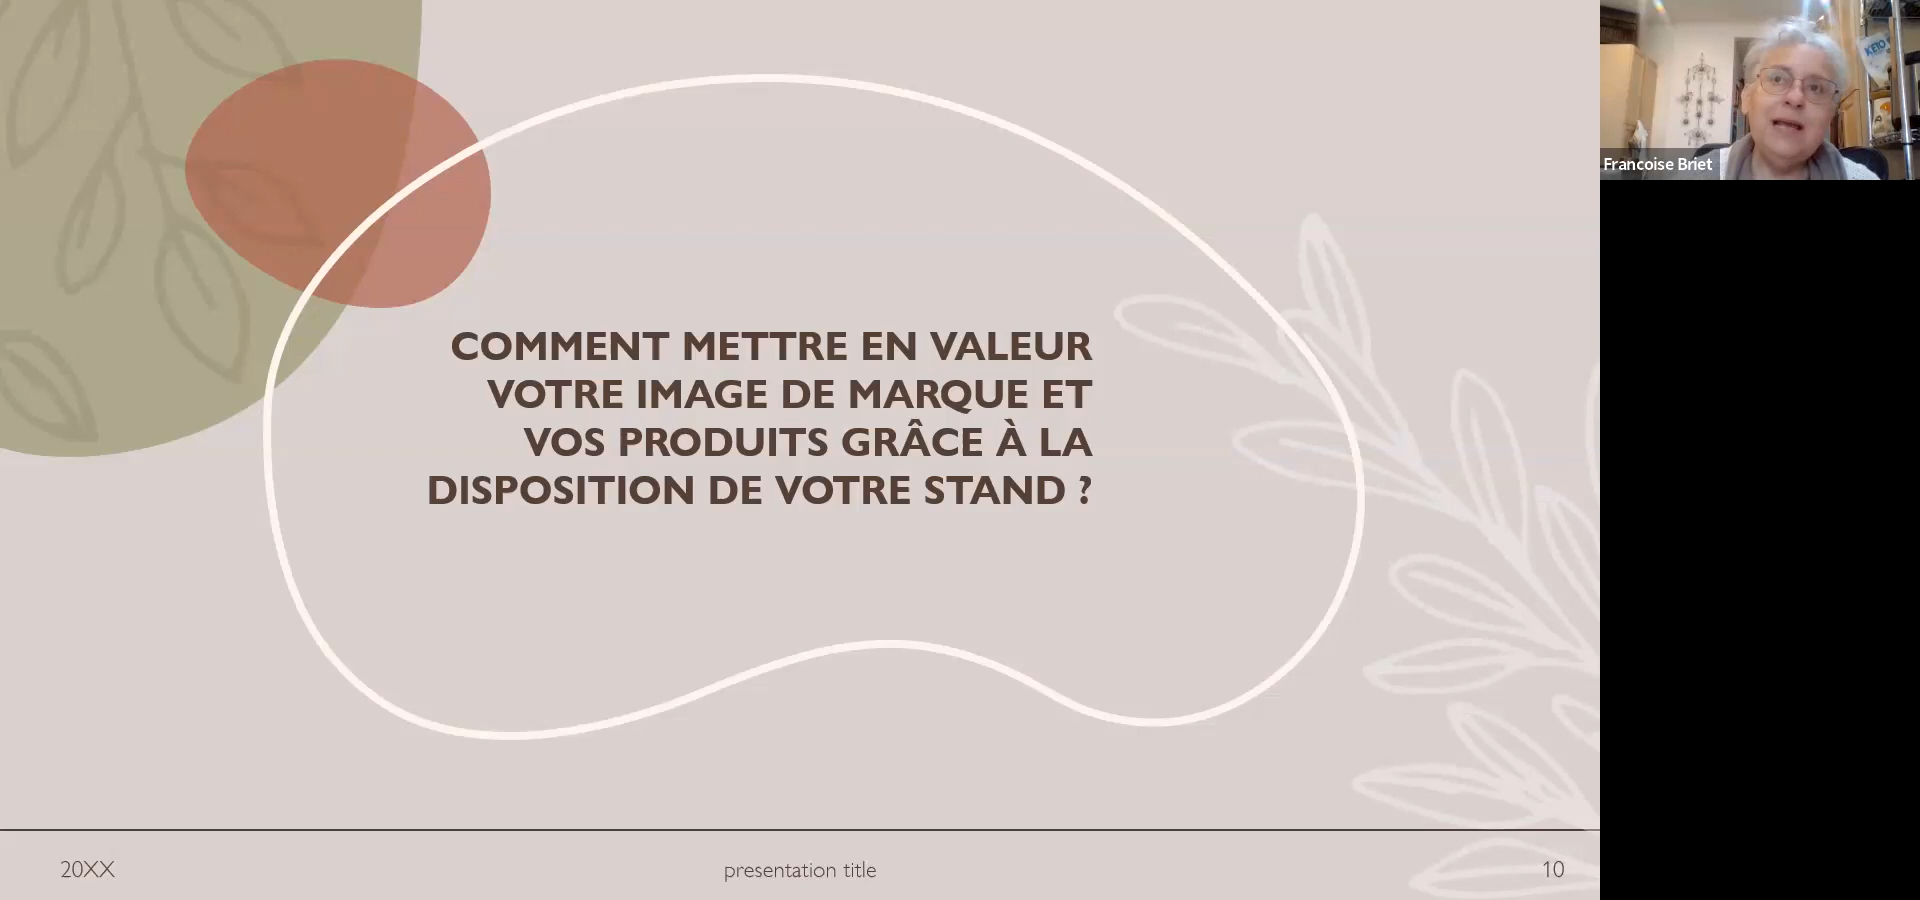 COMMENT METTRE EN VALEUR
VOTRE IMAGE DE MARQUE ET
VOS PRODUITS GRÂCE À LA
DISPOSITION DE VOTRE STAND ?
20XX
presentation title
10
KETO
Francoise Briet